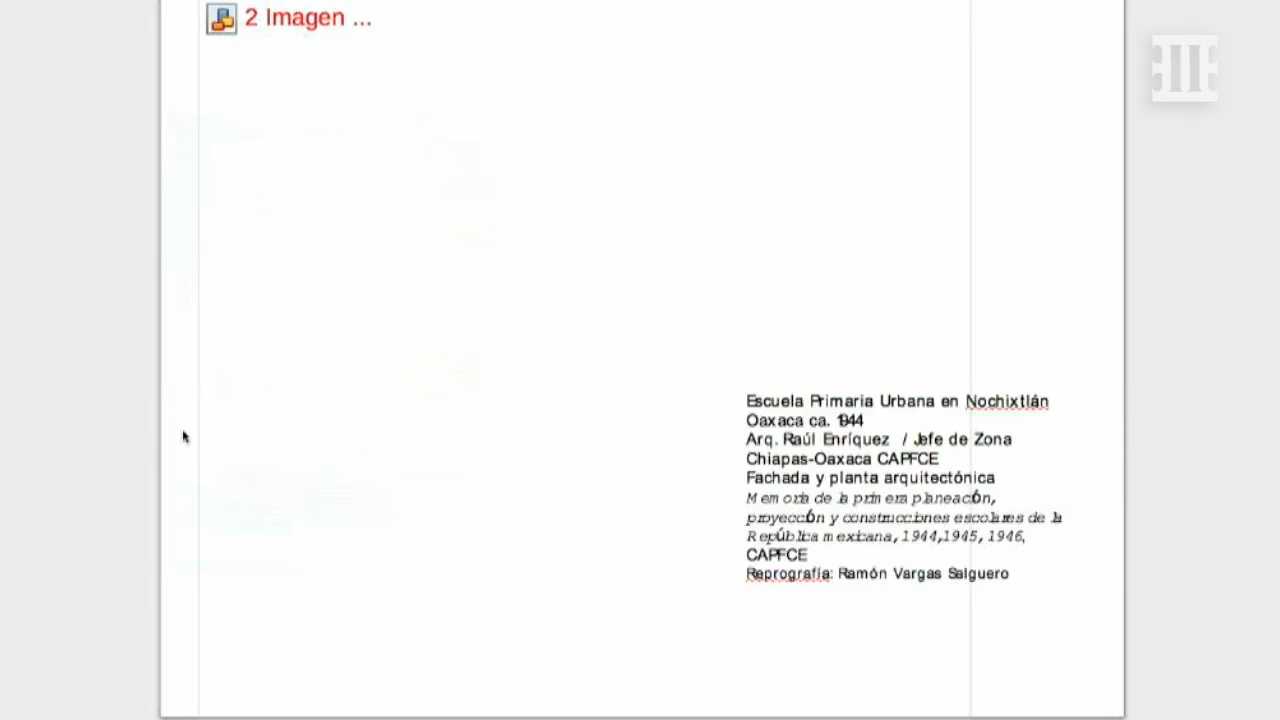 2 Imagen ...
Escuela Primaria Urbana en Nochixtlán
Oaxaca ca. 1944
Arq. Raúl Enríquez / Jefe de Zona
Chiapas-Oaxaca CAPFCE
Fachada y planta arquitectónica
Memoria de la primera planeación,
proyección y construcciones escolares de la
República mexicana, 1944,1945, 1946,
CAPFCE
Reprografía: Ramón Vargas Salguero